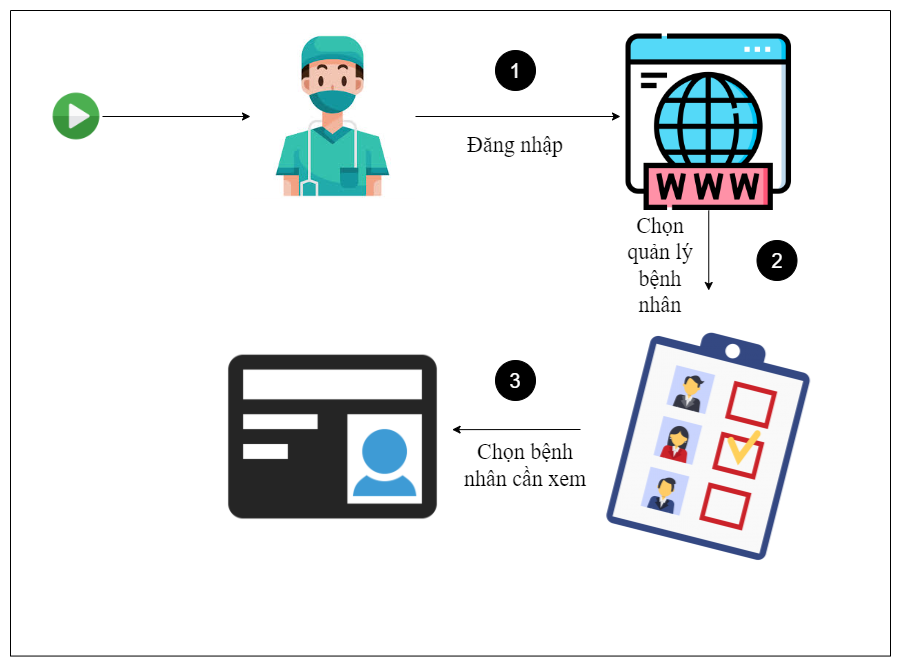 1
Đăng nhập
WWW
Chọn
quản lý
bệnh
nhân
2
3
Chọn bệnh
nhân cần xem